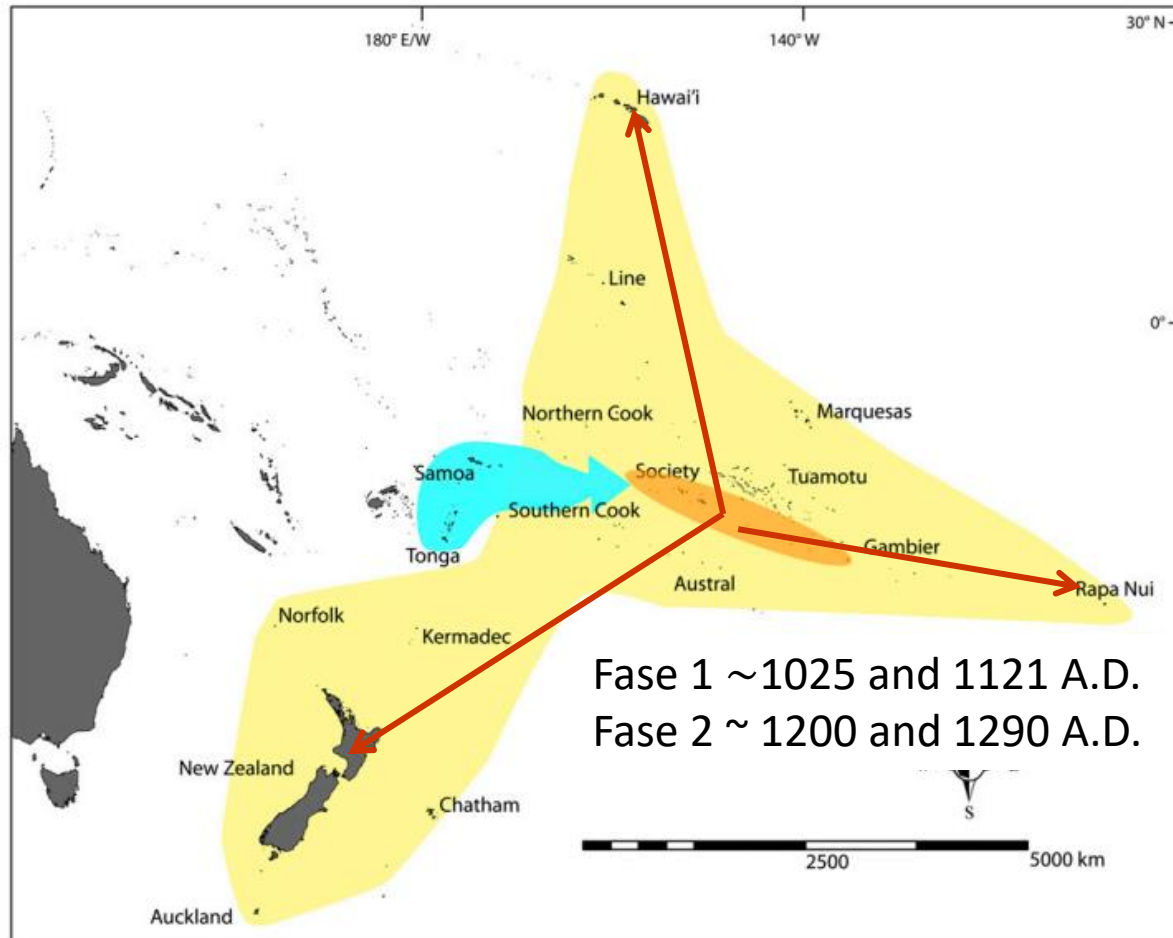 180° E/W
140° W
30° N
Hawai'i
0°
Line
Northern Cook
Marquesas
Samoa
Society
Tuamotu
Southern Cook
Tonga
Gambier
Austral
Rapa Nui
Norfolk
Kermadec
Fase 1 ~1025 and 1121 A.D.
Fase 2 ~ 1200 and 1290 A.D.
New Zealand
Chatham
S
2500
5000 km
Auckland